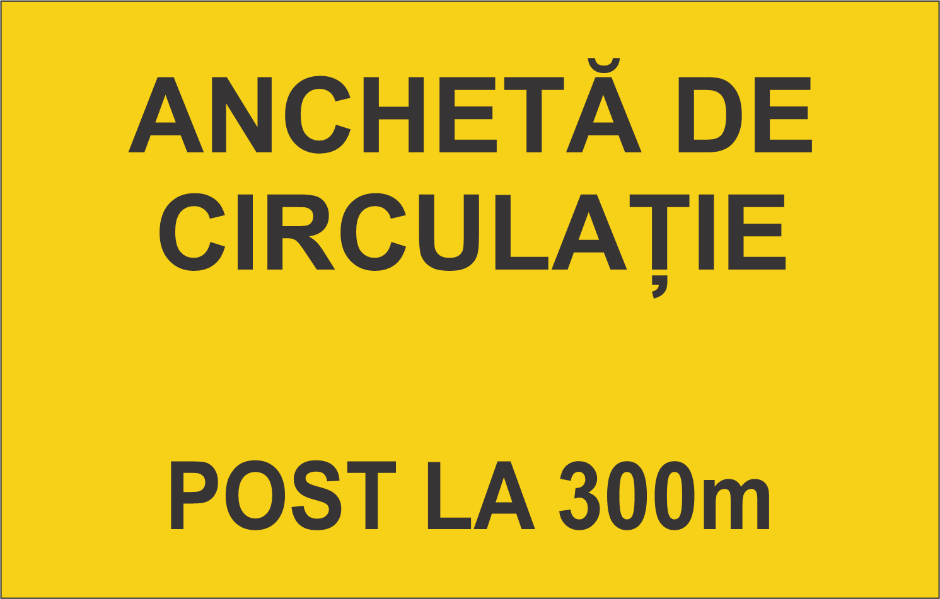 ANCHETĂ DE
CIRCULAȚIE
POST LA 300m